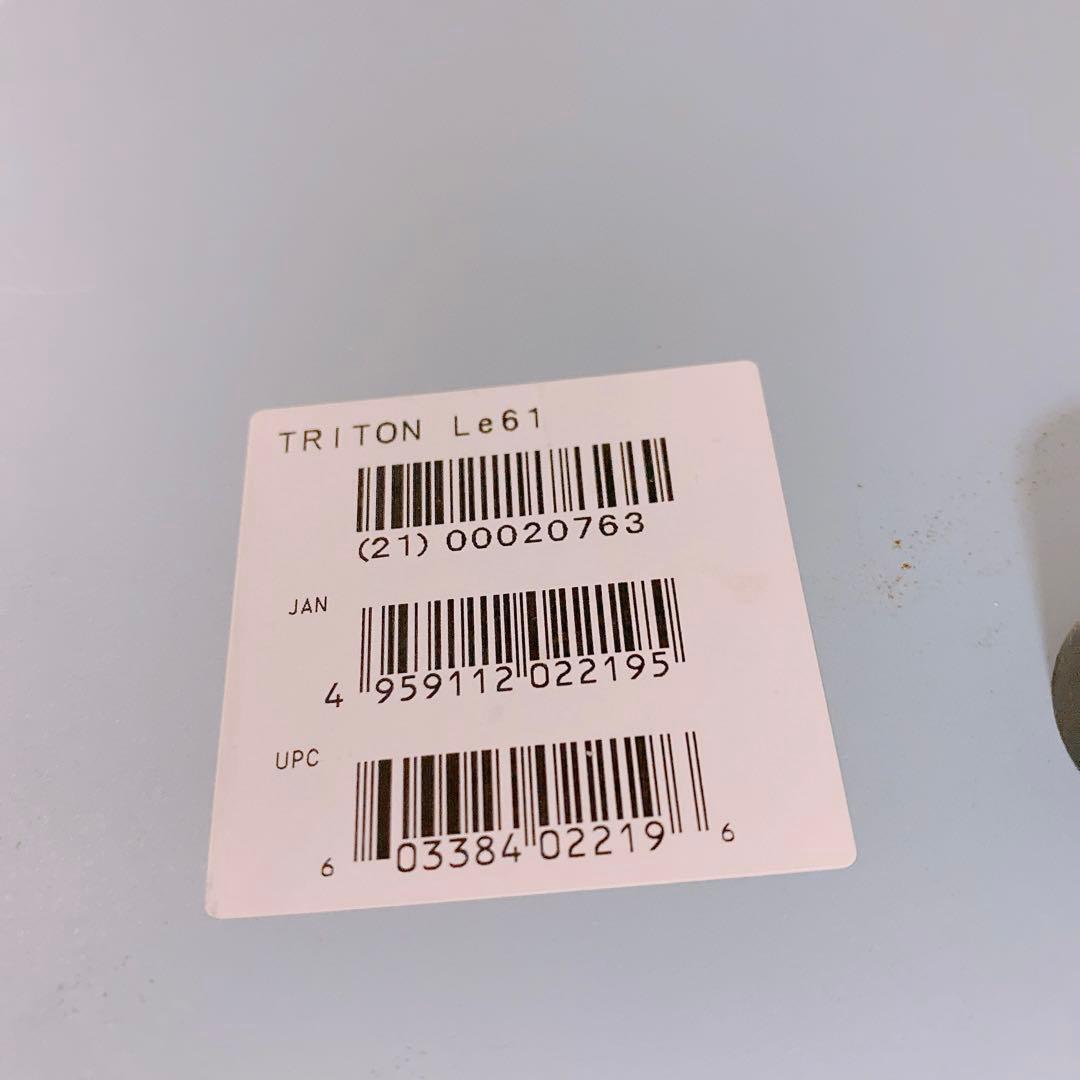 TRITON Le61
(21) 00020763
JAN
4 959112 022195
UPC
6 03384 02219 6